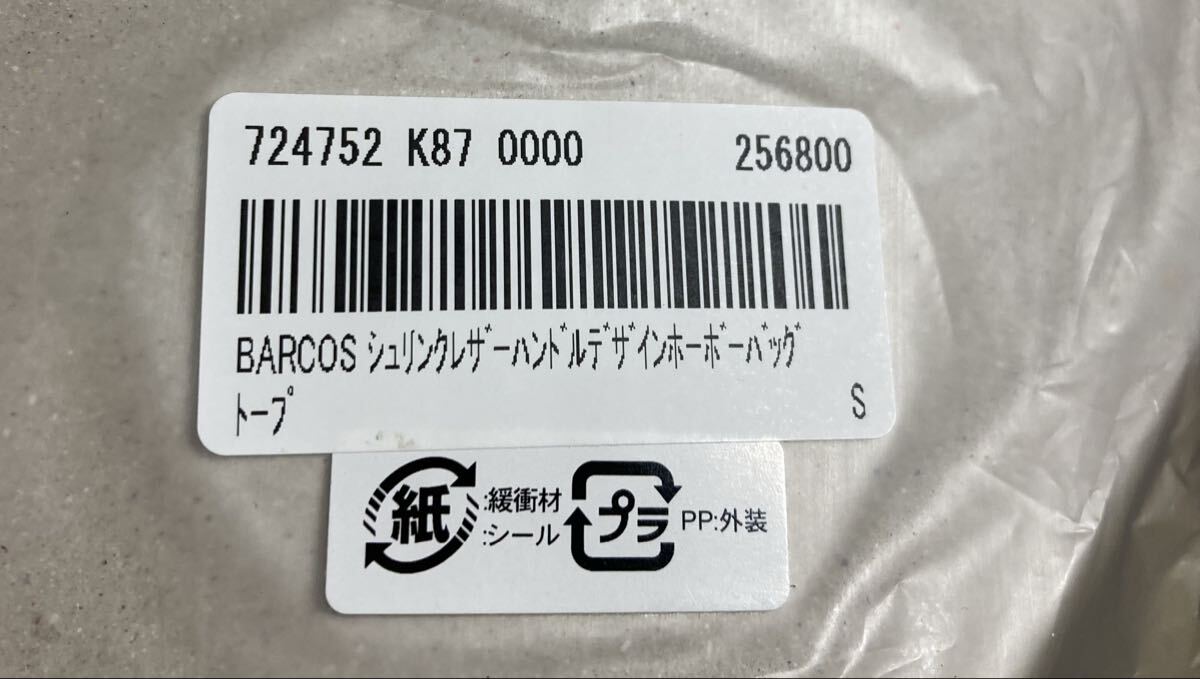 724752 K87 0000 256800
BARCOS ｼｭﾘﾝｸﾚｻﾞｰﾊﾝﾄﾞﾙﾃﾞｻﾞｲﾝﾎｰﾎﾞｰﾊﾞｯｸﾞ
ﾄｰﾌﾟ S
紙 :緩衝材
:シール
プラ PP:外装